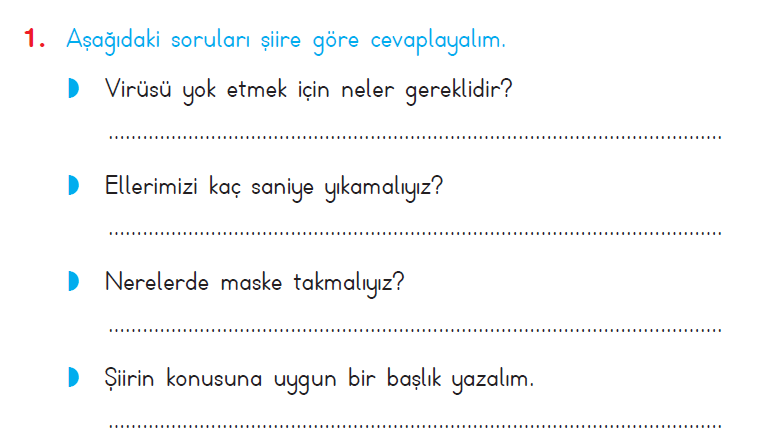 1. Aşağıdaki soruları şiire göre cevaplayalım.
Virüsü yok etmek için neler gereklidir?
................................................................................................................
Ellerimizi kaç saniye yıkamalıyız?
................................................................................................................
Nerelerde maske takmalıyız?
................................................................................................................
Şiirin konusuna uygun bir başlık yazalım.
................................................................................................................